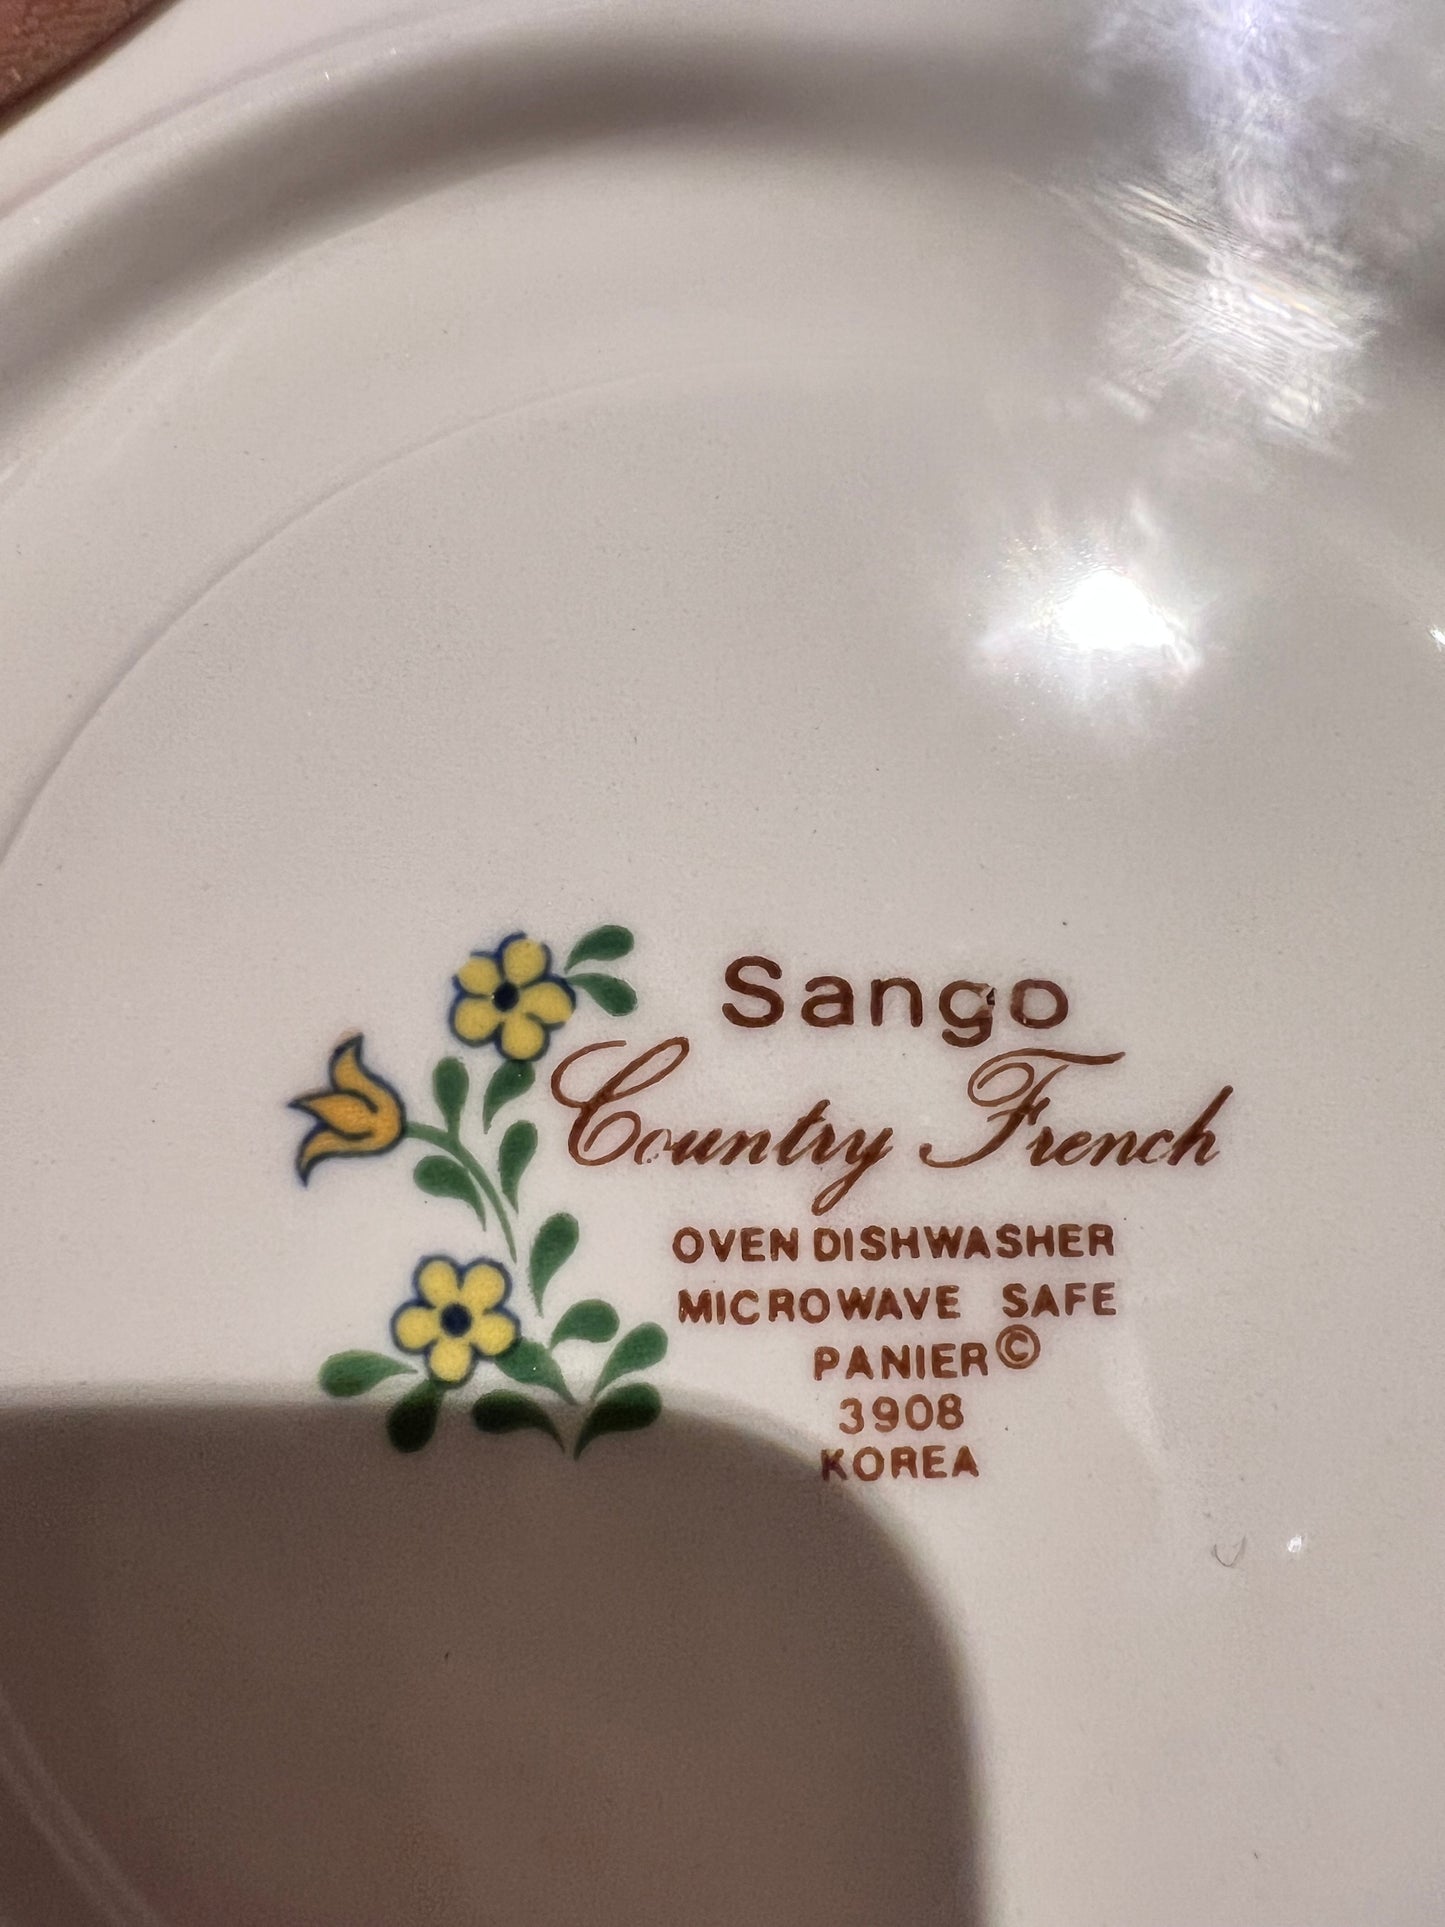 Sango
Country French
OVEN DISHWASHER
MICROWAVE SAFE
PANIER©
3908
KOREA